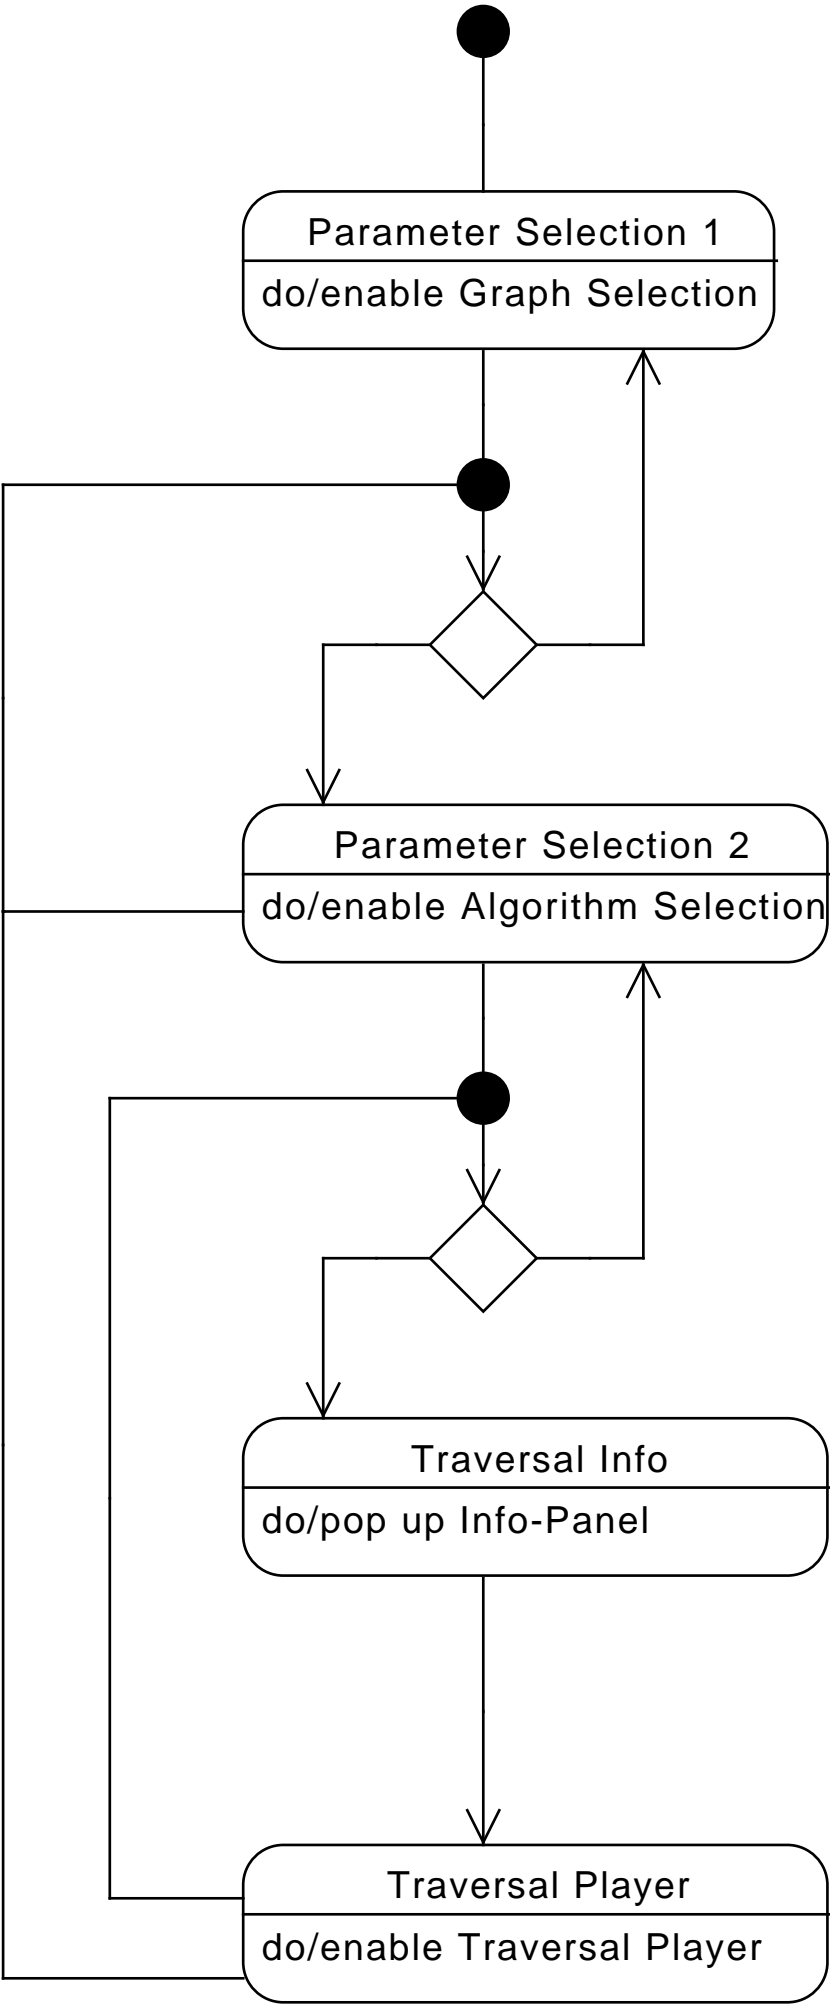 Parameter Selection 1
do/enable Graph Selection
Parameter Selection 2
do/enable Algorithm Selection
Traversal Info
do/pop up Info-Panel
Traversal Player
do/enable Traversal Player